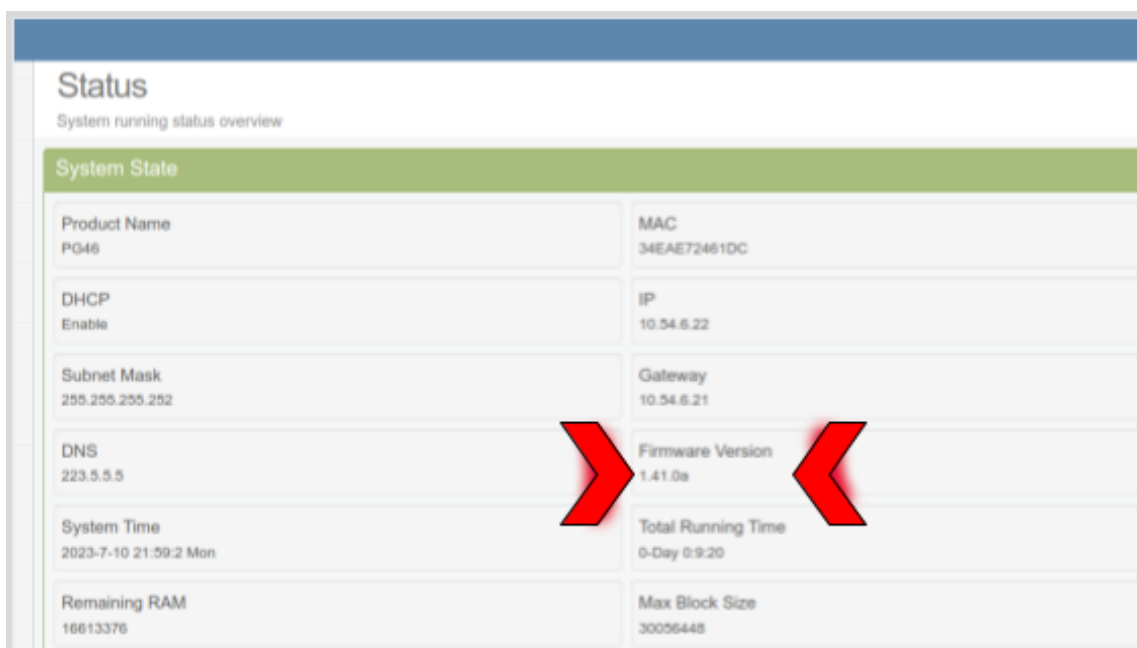 Status
System running status overview
System State
Product Name
PG46
MAC
34EAE72461DC
DHCP
Enable
IP
10.54.6.22
Subnet Mask
255.255.255.252
Gateway
10.54.6.21
DNS
223.5.5.5
Firmware Version
1.41.0a
System Time
2023-7-10 21:59:2 Mon
Total Running Time
0-Day 0:9:20
Remaining RAM
16613376
Max Block Size
30056448